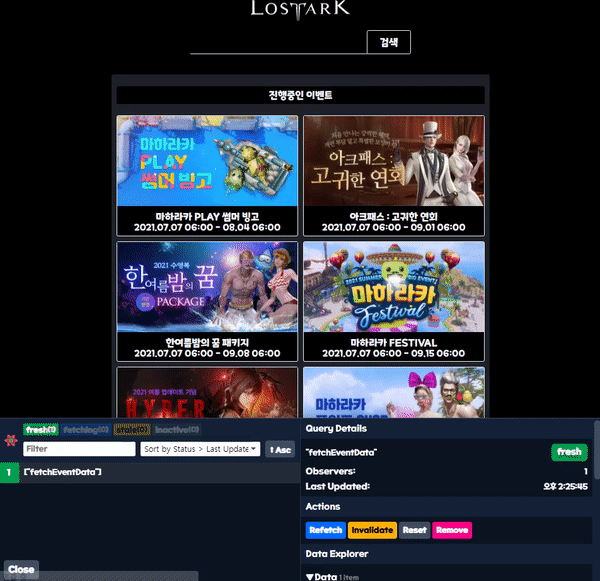 LOSTARK
검색
진행중인 이벤트
마하라카
PLAY
썸머 빙고
마하라카 PLAY 썸머 빙고
2021.07.07 06:00 - 08.04 06:00
아크패스 :
고귀한 연회
아크패스 : 고귀한 연회
2021.07.07 06:00 - 09.01 06:00
2021 수영복
한여름밤의 꿈
PACKAGE
한여름밤의 꿈 패키지
2021.07.07 06:00 - 09.08 06:00
2021 SUMMER BIG EVENT!
마하라카
Festival
마하라카 FESTIVAL
2021.07.07 06:00 - 09.15 06:00
2021 여름 업데이트 기념
HYPER
마하라카
fresh(1) fetching(0) inactive(0)
Filter Sort by Status > Last Update ↑ Asc
1 ["fetchEventData"]
Close
Query Details
"fetchEventData" fresh
Observers: 1
Last Updated: 오후 2:25:45
Actions
Refetch Invalidate Reset Remove
Data Explorer
▼Data 1 item